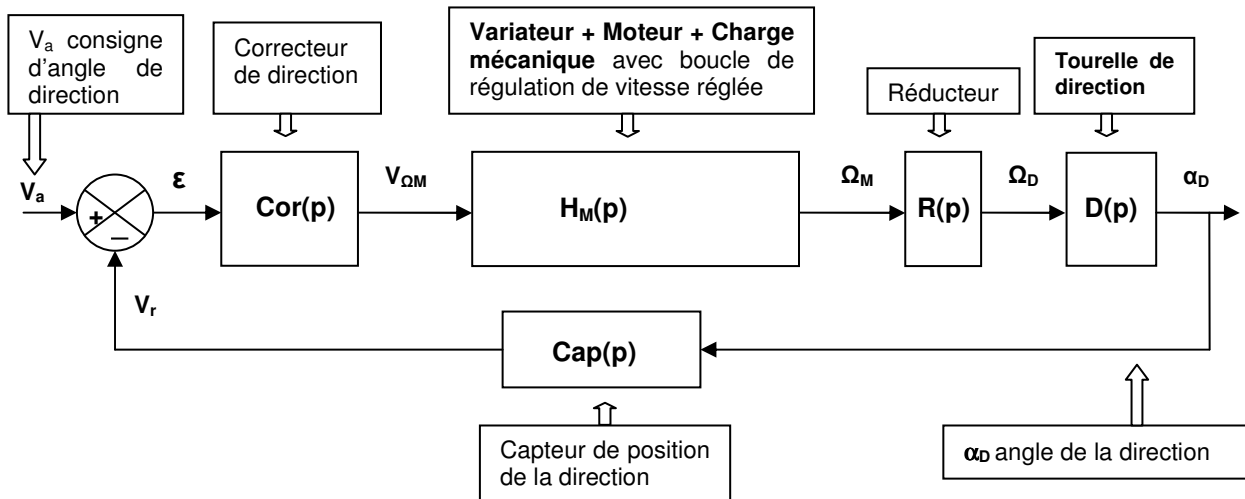 Va consigne
d'angle de
direction
Correcteur
de direction
Variateur + Moteur + Charge
mécanique avec boucle de
régulation de vitesse réglée
Réducteur
Tourelle de
direction
Va
+
−
ε
Cor(p)
VΩM
HM(p)
ΩM
R(p)
ΩD
D(p)
αD
Vr
Cap(p)
Capteur de position
de la direction
αD angle de la direction